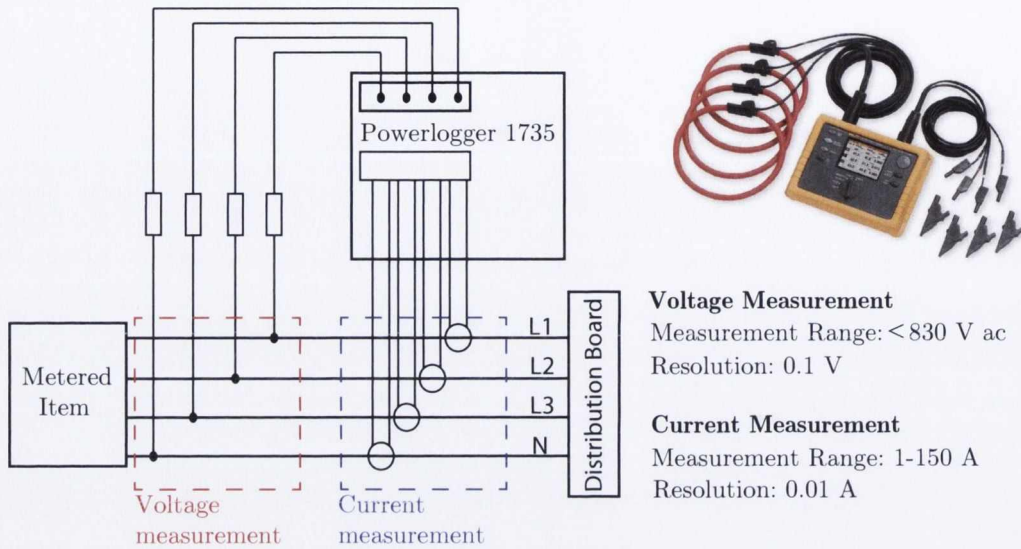 Powerlogger 1735
L1
L2
L3
N
Metered
Item
Distribution Board
Voltage
measurement
Current
measurement
Voltage Measurement
Measurement Range: <830 V ac
Resolution: 0.1 V
Current Measurement
Measurement Range: 1-150 A
Resolution: 0.01 A